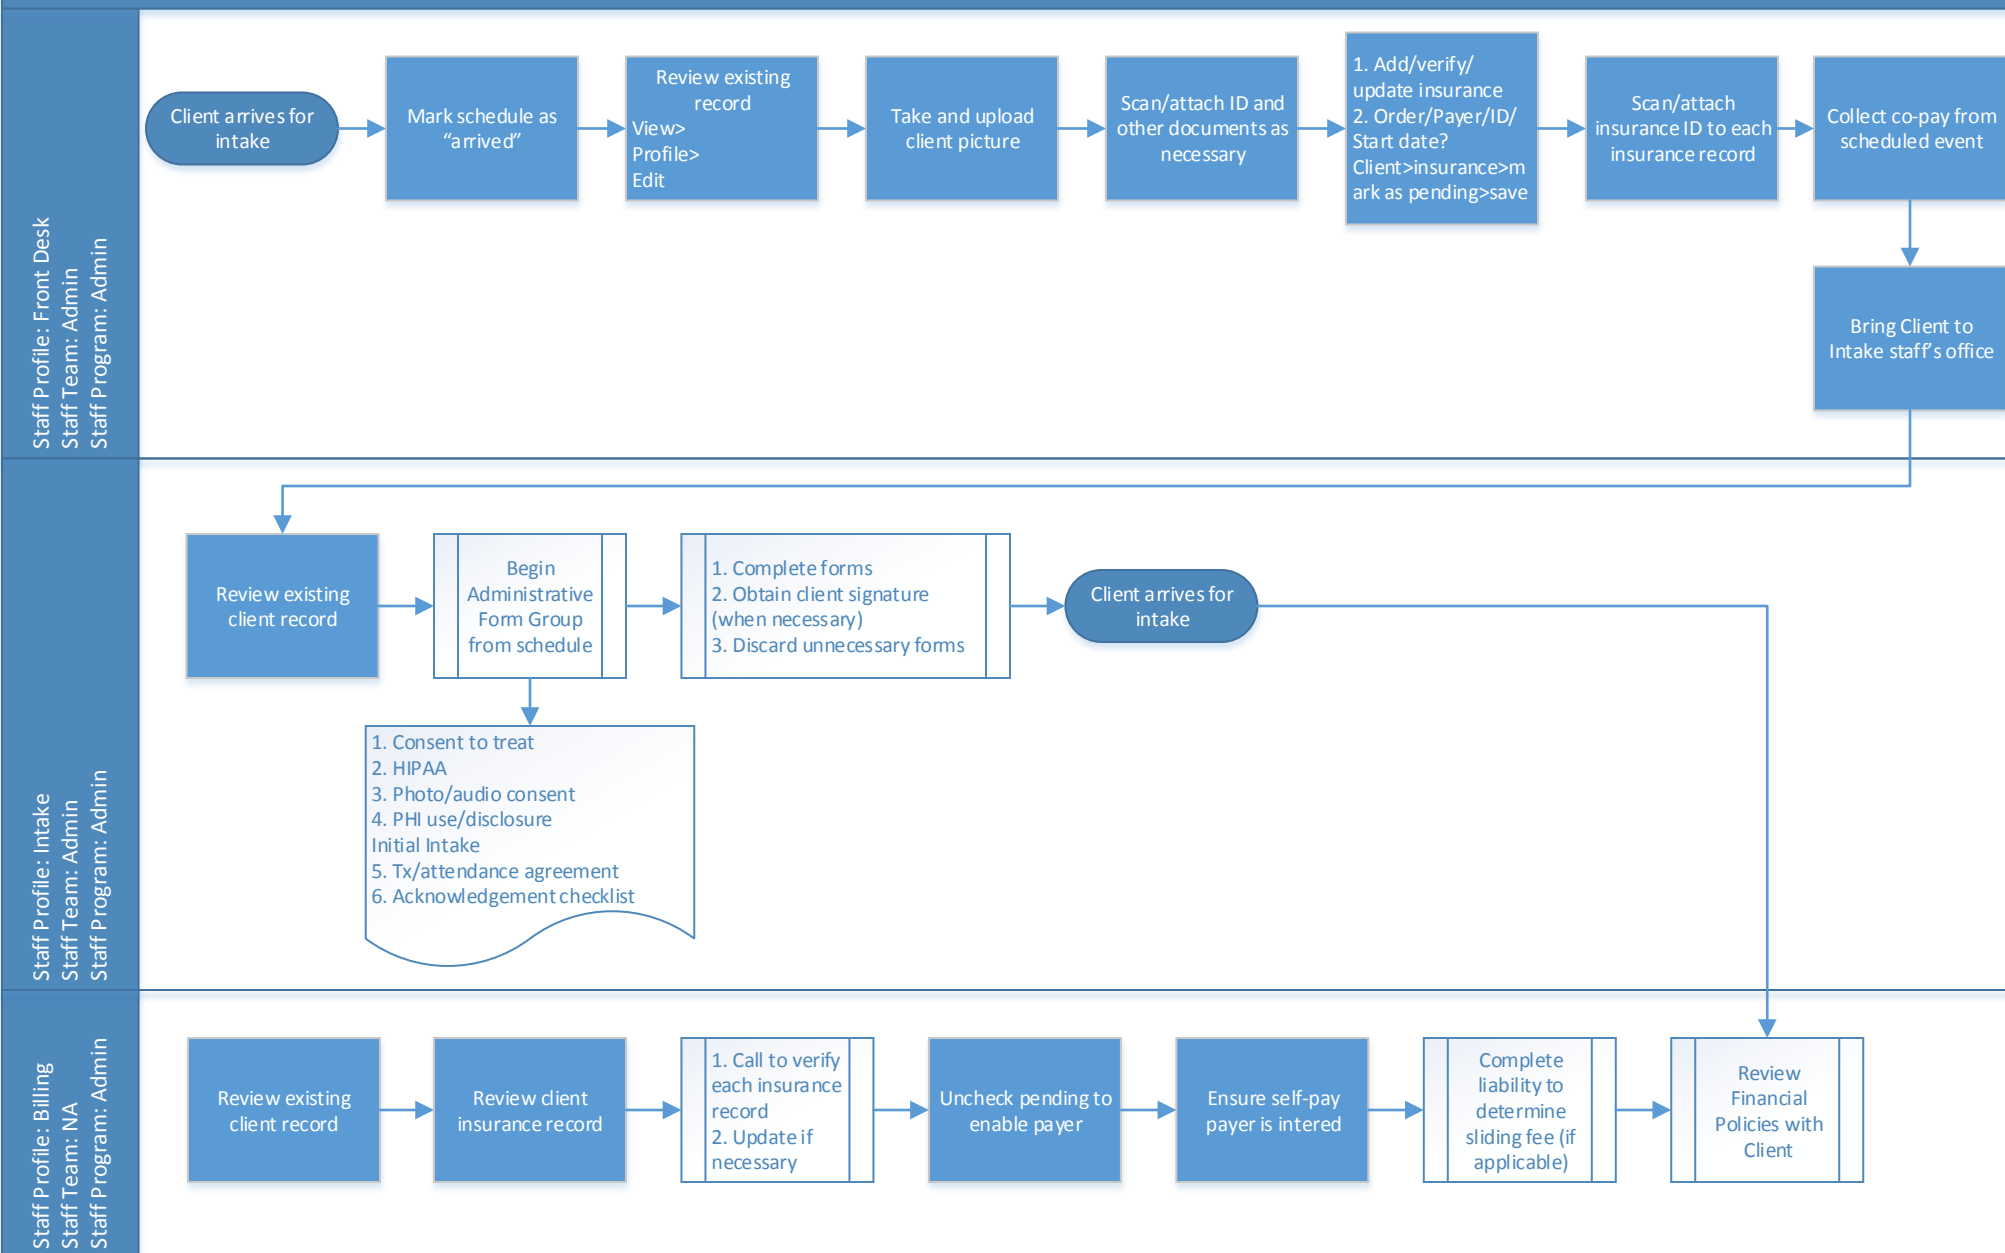 Staff Profile: Front Desk
Staff Team: Admin
Staff Program: Admin
Client arrives for
intake
Mark schedule as
“arrived”
Review existing
record
View>
Profile>
Edit
Take and upload
client picture
Scan/attach ID and
other documents as
necessary
1. Add/verify/
update insurance
2. Order/Payer/ID/
Start date?
Client>insurance>m
ark as pending>save
Scan/attach
insurance ID to each
insurance record
Collect co-pay from
scheduled event
Bring Client to
Intake staff’s office
Staff Profile: Intake
Staff Team: Admin
Staff Program: Admin
Review existing
client record
Begin
Administrative
Form Group
from schedule
1. Complete forms
2. Obtain client signature
(when necessary)
3. Discard unnecessary forms
Client arrives for
intake
1. Consent to treat
2. HIPAA
3. Photo/audio consent
4. PHI use/disclosure
Initial Intake
5. Tx/attendance agreement
6. Acknowledgement checklist
Staff Profile: Billing
Staff Team: NA
Staff Program: Admin
Review existing
client record
Review client
insurance record
1. Call to verify
each insurance
record
2. Update if
necessary
Uncheck pending to
enable payer
Ensure self-pay
payer is intered
Complete
liability to
determine
sliding fee (if
applicable)
Review
Financial
Policies with
Client